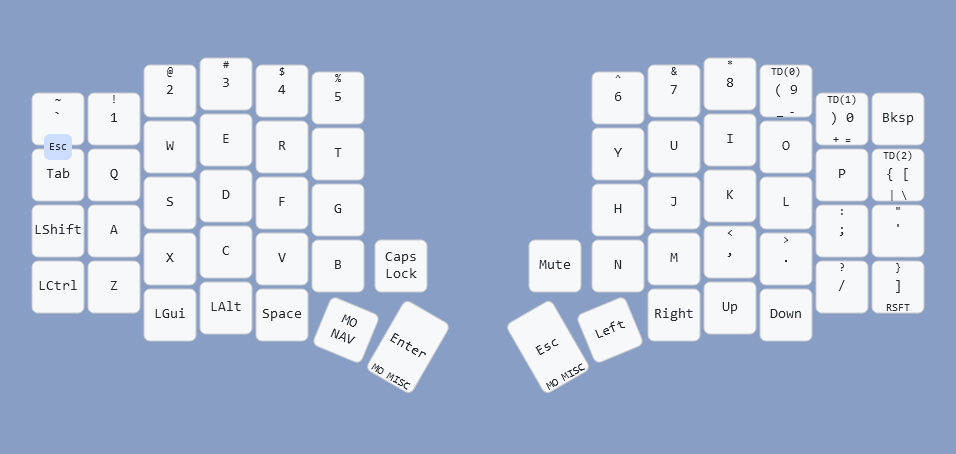 ~ ! @ # $ % ^ & * TD(0) TD(1)
` 1 2 3 4 5 6 7 8 ( 9 ) 0 Bksp
_ - + =
Esc
Tab Q W E R T Y U I O P TD(2)
{ [
| \
LShift A S D F G H J K L : "
; '
LCtrl Z X C V B Caps Mute N M < > ? }
Lock , . / ]
RSFT
LGui LAlt Space MO Enter Esc Left Right Up Down
NAV
MO MISC MO MISC